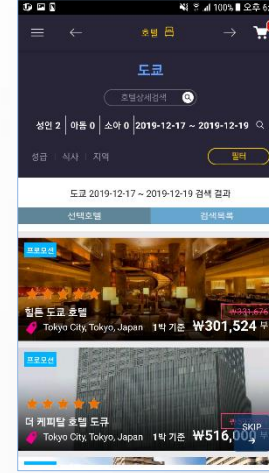 100% 오후 6:
호텔
도쿄
호텔상세검색
성인 2 아동 0 소아 0 2019-12-17 ~ 2019-12-19
성급 식사 지역 필터
도쿄 2019-12-17 ~ 2019-12-19 검색 결과
선택호텔 검색목록
프로모션
₩331,676
힐튼 도쿄 호텔
Tokyo City, Tokyo, Japan 1박 기준 ₩301,524 부
프로모션
더 케피탈 호텔 도큐
SKIP
Tokyo City, Tokyo, Japan 1박 기준 ₩516,000 부